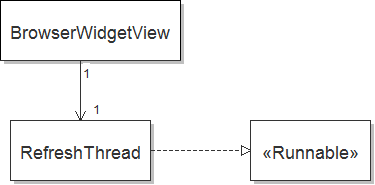 BrowserWidgetView
1
1
RefreshThread
«Runnable»